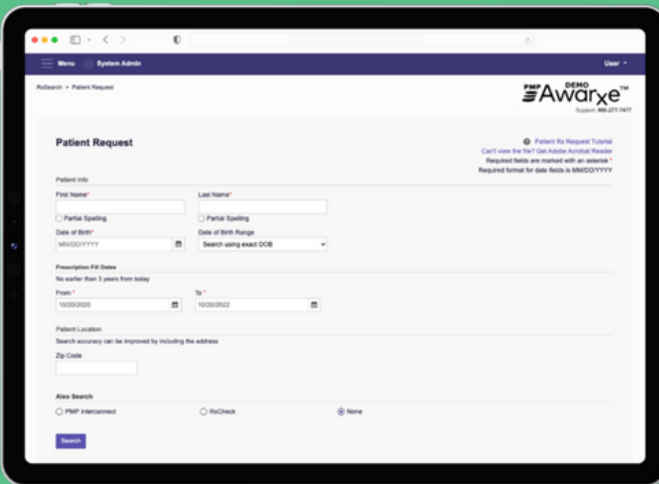 Menu System Admin User
RxSearch > Patient Request
DEMO
PMP AWARxE™
Support: 866-277-7477
Patient Request
Patient Rx Request Tutorial
Can't view the file? Get Adobe Acrobat Reader
Required fields are marked with an asterisk *
Required format for date fields is MM/DD/YYYY
Patient Info
First Name* Last Name*
Partial Spelling Partial Spelling
Date of Birth* Date of Birth Range
MM/DD/YYYY Search using exact DOB
Prescription Fill Dates
No earlier than 3 years from today
From * To *
10/20/2020 10/20/2022
Patient Location
Search accuracy can be improved by including the address
Zip Code
Also Search
PMP Interconnect RxCheck None
Search